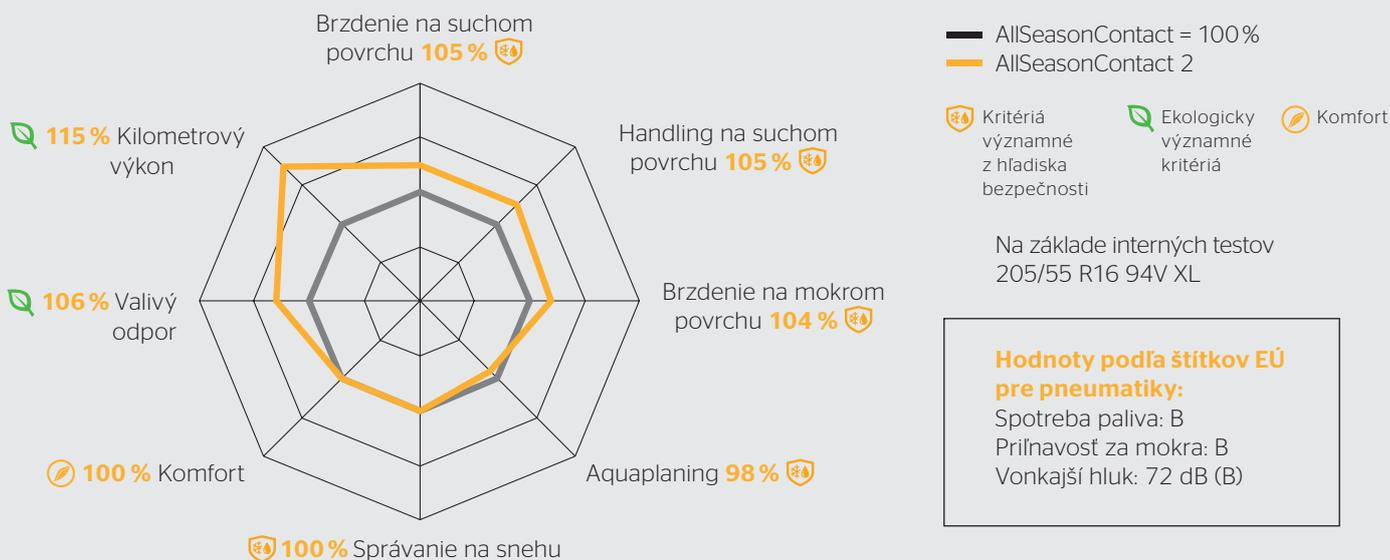 Brzdenie na suchom
povrchu 105 %
Handling na suchom
povrchu 105 %
Brzdenie na mokrom
povrchu 104 %
Aquaplaning 98 %
100 % Správanie na snehu
100 % Komfort
106 % Valivý
odpor
115 % Kilometrový
výkon
AllSeasonContact = 100 %
AllSeasonContact 2
Kritériá
významné
z hľadiska
bezpečnosti
Ekologicky
významné
kritériá
Komfort
Na základe interných testov
205/55 R16 94V XL
Hodnoty podľa štítkov EÚ
pre pneumatiky:
Spotreba paliva: B
Priľnavosť za mokra: B
Vonkajší hluk: 72 dB (B)